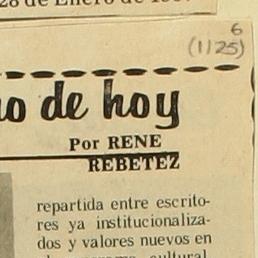 28 de Enero de
6
(1/25)
de hoy
Por RENE
REBETEZ
repartida entre escrito-
res ya institucionaliza-
dos y valores nuevos en
cultural